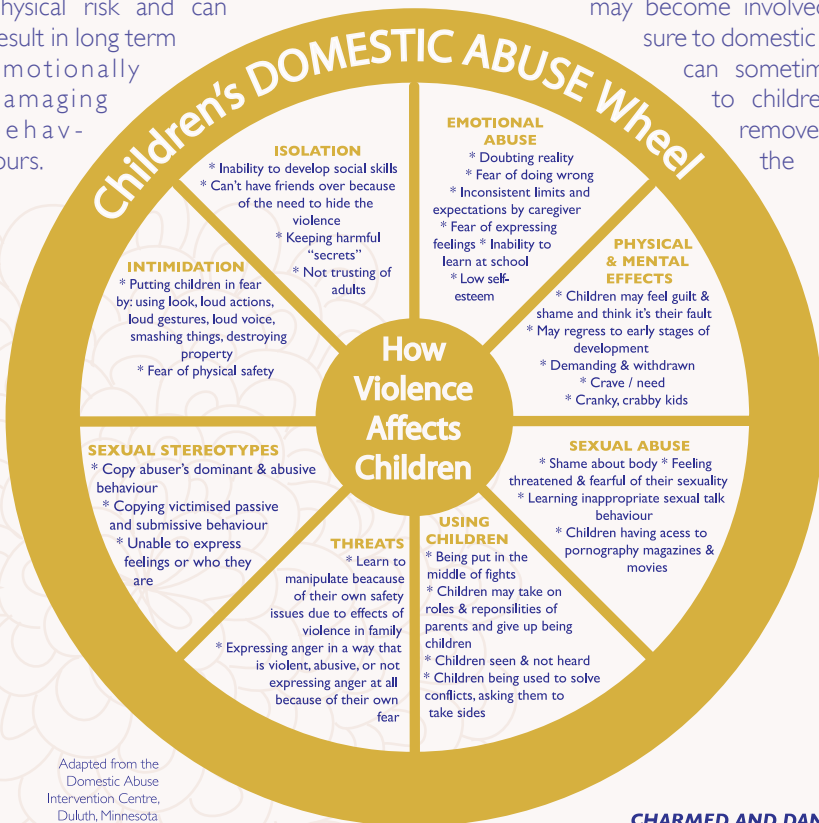 physical risk and can
result in long term
emotionally
damaging
behav-
iours.
may become involved
sure to domestic
can
to
remove
the
Children's DOMESTIC ABUSE Wheel
ISOLATION
* Inability to develop social skills
* Can't have friends over because
of the need to hide the
violence
* Keeping harmful
“secrets”
* Not trusting of
adults
EMOTIONAL
ABUSE
* Doubting reality
* Fear of doing wrong
* Inconsistent limits and
expectations by caregiver
* Fear of expressing
feelings * Inability to
learn at school
* Low self-
esteem
PHYSICAL
& MENTAL
EFFECTS
* Children may feel guilt &
shame and think it's their fault
* May regress to early stages of
development
* Demanding & withdrawn
* Crave / need
* Cranky, crabby kids
INTIMIDATION
* Putting children in fear
by: using look, loud actions,
loud gestures, loud voice,
smashing things, destroying
property
* Fear of physical safety
How
Violence
Affects
Children
SEXUAL STEREOTYPES
* Copy abuser's dominant & abusive
behaviour
* Copying victimised passive
and submissive behaviour
* Unable to express
feelings or who they
are
SEXUAL ABUSE
* Shame about body * Feeling
threatened & fearful of their sexuality
* Learning inappropriate sexual talk
behaviour
* Children having acess to
pornography magazines &
movies
THREATS
* Learn to
manipulate beacause
of their own safety
issues due to effects of
violence in family
* Expressing anger in a way that
is violent, abusive, or not
expressing anger at all
because of their own
fear
USING
CHILDREN
* Being put in the
middle of fights
* Children may take on
roles & reponsilities of
parents and give up being
children
* Children seen & not heard
* Children being used to solve
conflicts, asking them to
take sides
Adapted from the
Domestic Abuse
Intervention Centre,
Duluth, Minnesota
CHARMED AND